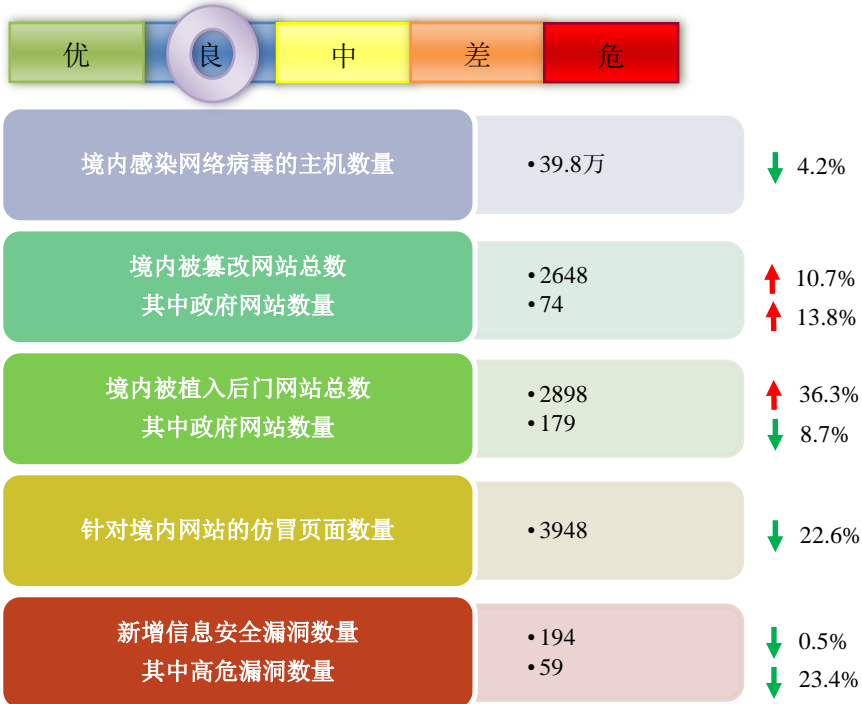 优 良 中 差 危
境内感染网络病毒的主机数量 •39.8万 4.2%
境内被篡改网站总数 •2648 10.7%
其中政府网站数量 •74 13.8%
境内被植入后门网站总数 •2898 36.3%
其中政府网站数量 •179 8.7%
针对境内网站的仿冒页面数量 •3948 22.6%
新增信息安全漏洞数量 •194 0.5%
其中高危漏洞数量 •59 23.4%